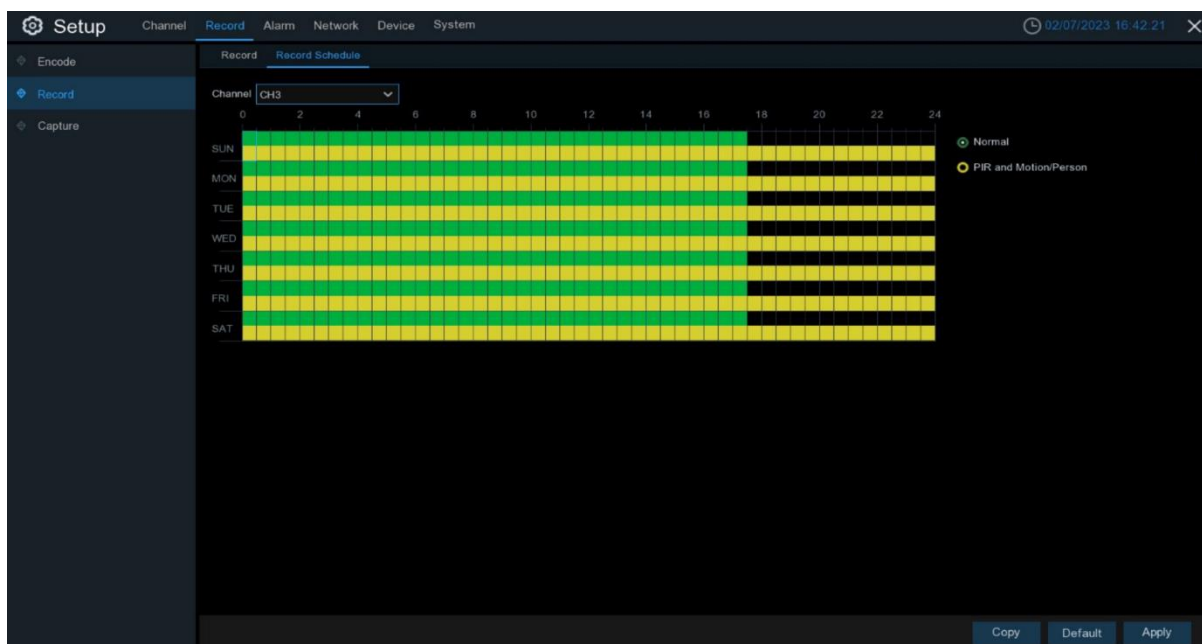 Setup Channel Record Alarm Network Device System 02/07/2023 16:42:21
Encode
Record
Capture
Record Record Schedule
Channel CH3
0 2 4 6 8 10 12 14 16 18 20 22 24
SUN
MON
TUE
WED
THU
FRI
SAT
Normal
PIR and Motion/Person
Copy Default Apply